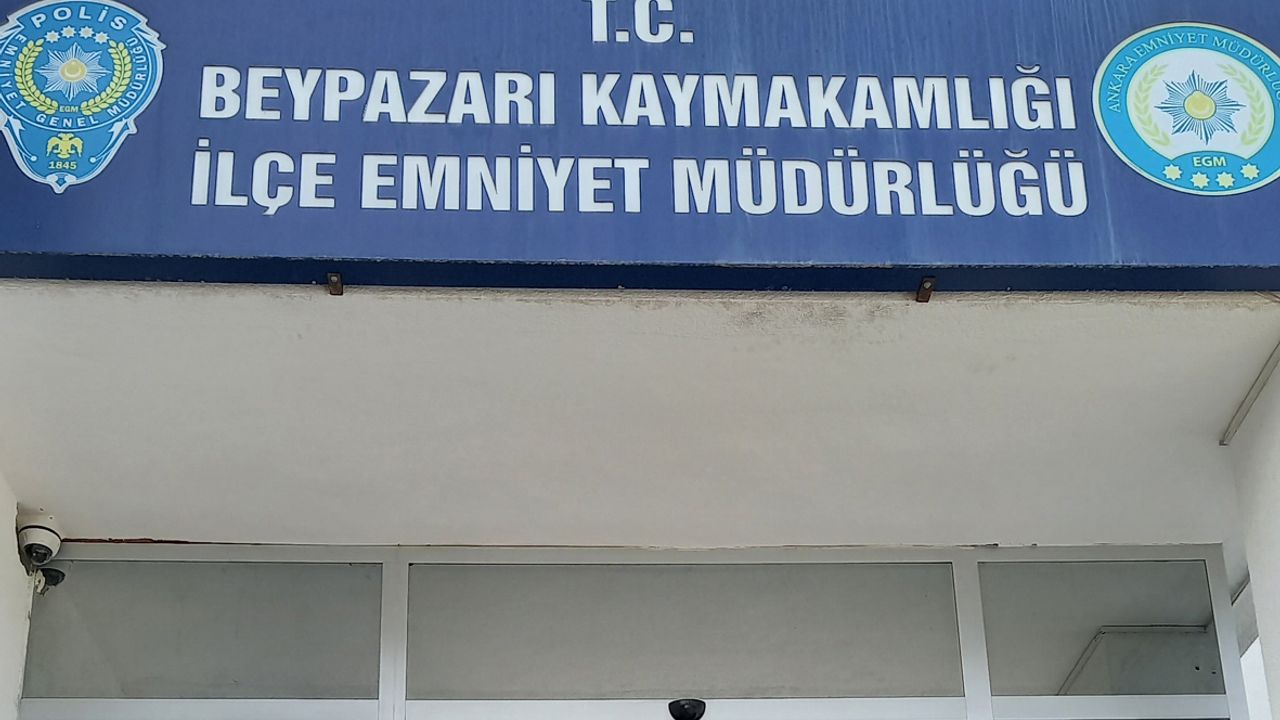 T.C.
BEYPAZARI KAYMAKAMLIĞI
İLÇE EMNİYET MÜDÜRLÜĞÜ
POLİS
EMNİYET GENEL MÜDÜRLÜĞÜ
EGM
1845
ANKARA EMNİYET MÜDÜRLÜĞÜ
EGM